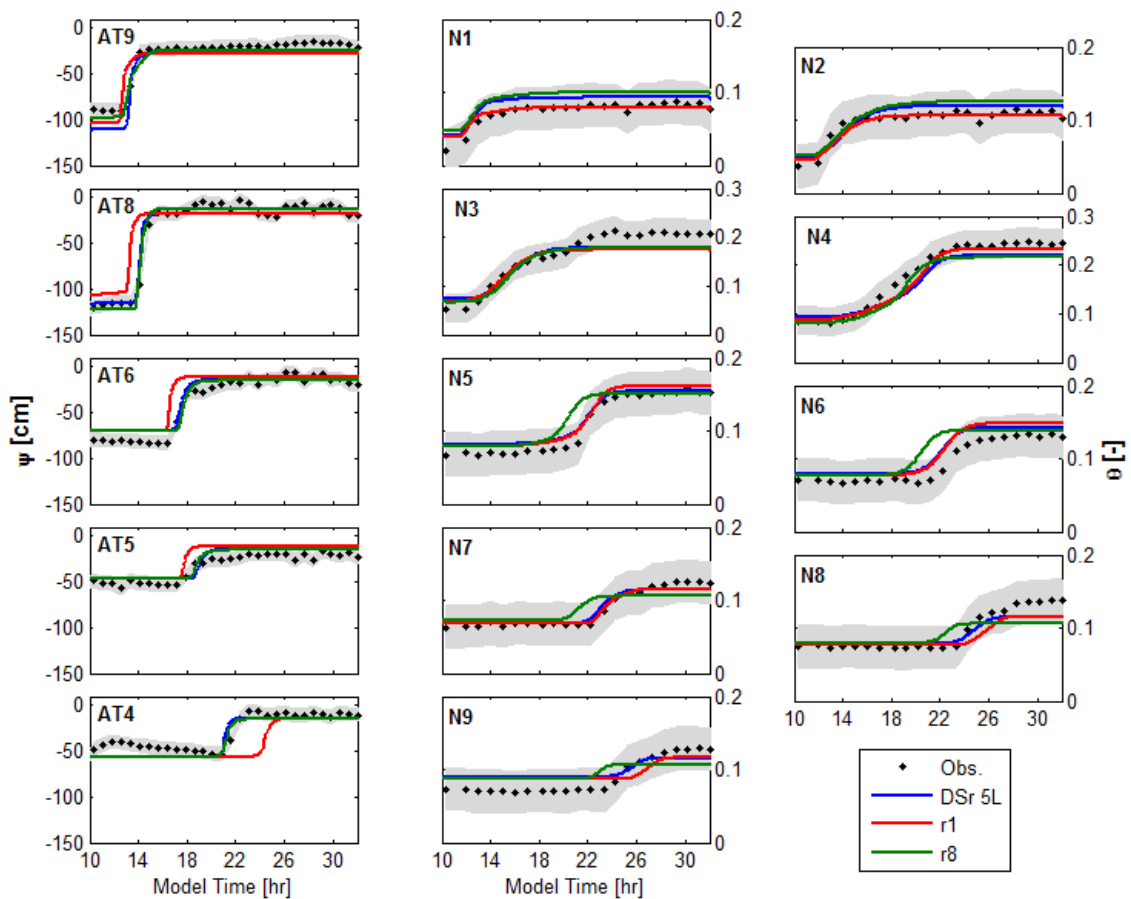 AT9
0
-50
-100
-150
N1
0.2
0.1
0
N2
0.2
0.1
0
AT8
0
-50
-100
-150
N3
0.3
0.2
0.1
0
N4
0.3
0.2
0.1
0
AT6
0
-50
-100
-150
N5
0.2
0.1
0
N6
0.2
0.1
0
AT5
0
-50
-100
-150
N7
0.2
0.1
0
N8
0.2
0.1
0
10 14 18 22 26 30
AT4
0
-50
-100
-150
10 14 18 22 26 30
Model Time [hr]
N9
0.2
0.1
0
10 14 18 22 26 30
Model Time [hr]
Ψ [cm]
θ [-]
Obs.
DSr 5L
r1
r8